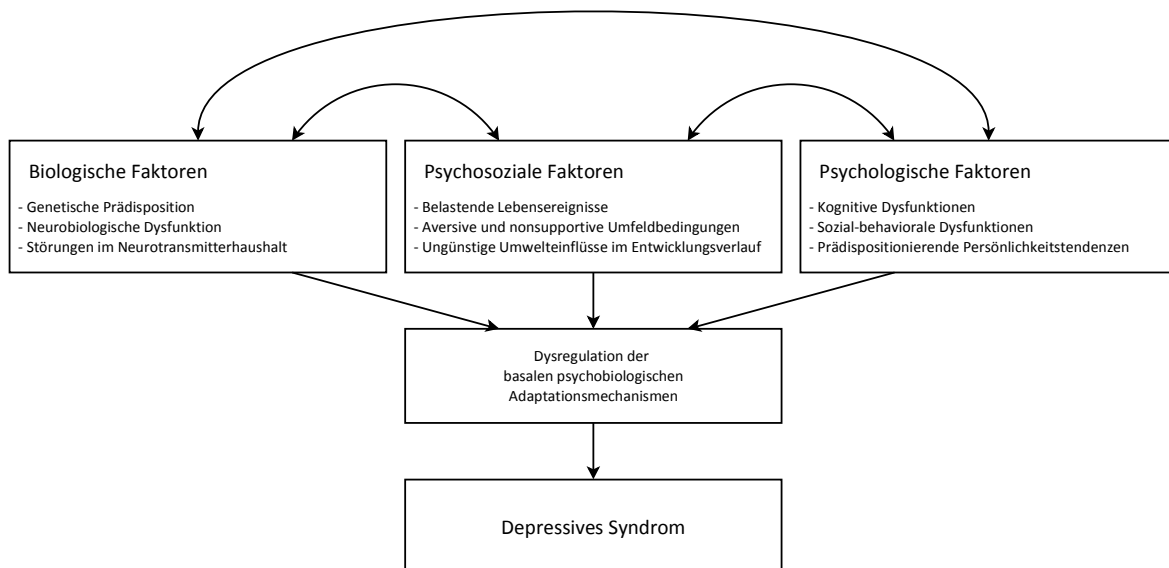 Biologische Faktoren
- Genetische Prädisposition
- Neurobiologische Dysfunktion
- Störungen im Neurotransmitterhaushalt
Psychosoziale Faktoren
- Belastende Lebensereignisse
- Aversive und nonsupportive Umfeldbedingungen
- Ungünstige Umwelteinflüsse im Entwicklungsverlauf
Psychologische Faktoren
- Kognitive Dysfunktionen
- Sozial-behaviorale Dysfunktionen
- Prädispositionierende Persönlichkeitstendenzen
Dysregulation der
basalen psychobiologischen
Adaptationsmechanismen
Depressives Syndrom